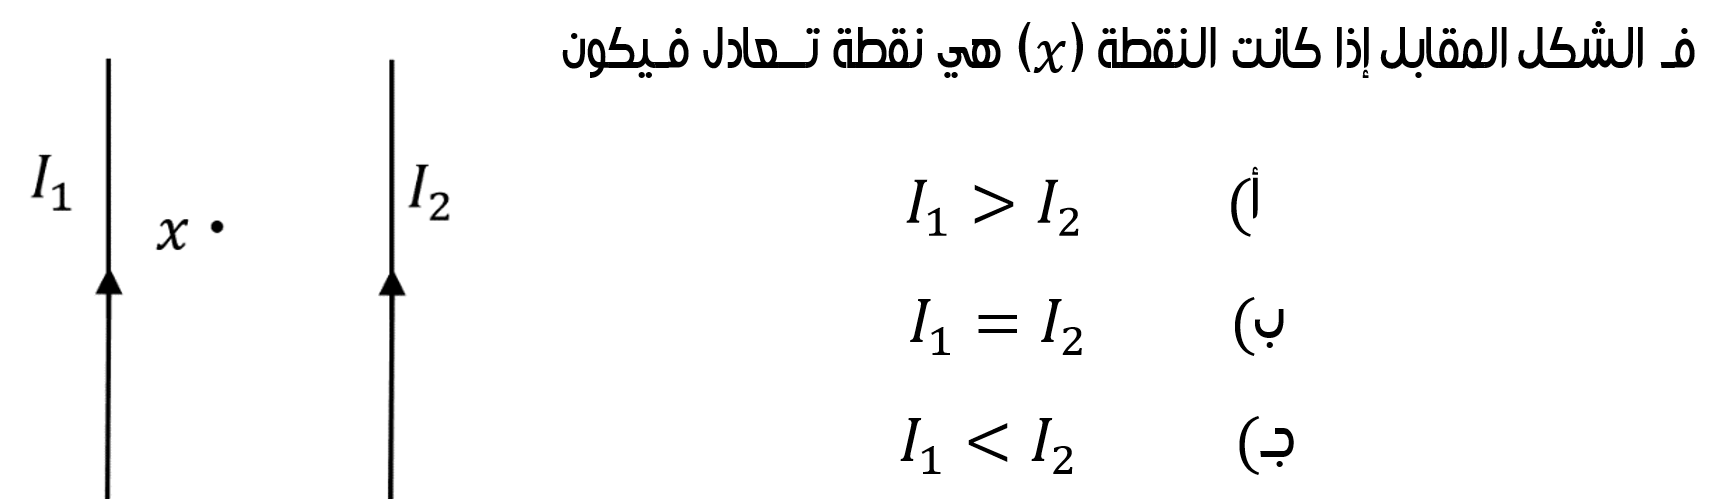 فـ الشكل المقابل إذا كانت النقطة (x) هي نقطة تـعادل فـيكون
I₁
I₂
x •
أ) I₁ > I₂
ب) I₁ = I₂
جـ) I₁ < I₂